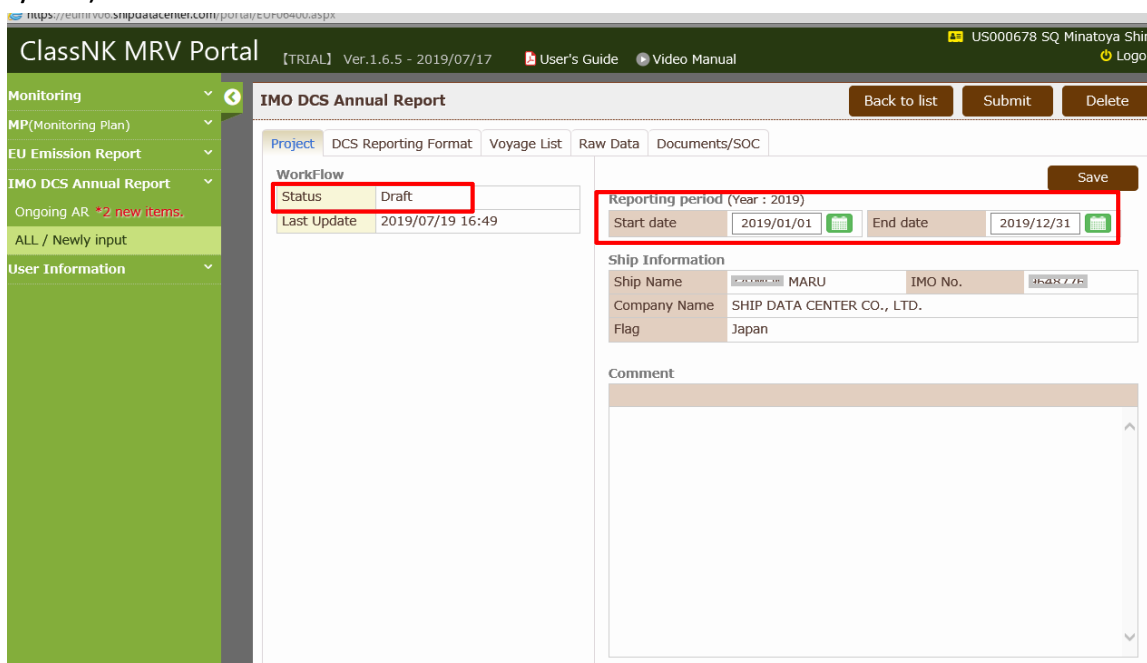 https://eumrv06.shipdatacenter.com/portal/EUF06400.aspx
ClassNK MRV Portal 【TRIAL】 Ver.1.6.5 - 2019/07/17 User's Guide Video Manual
US000678 SQ Minatoya Shin
Logo
Monitoring
MP(Monitoring Plan)
EU Emission Report
IMO DCS Annual Report
Ongoing AR *2 new items.
ALL / Newly input
User Information
IMO DCS Annual Report Back to list Submit Delete
Project DCS Reporting Format Voyage List Raw Data Documents/SOC
WorkFlow
Status Draft
Last Update 2019/07/19 16:49
Save
Reporting period (Year : 2019)
Start date 2019/01/01 End date 2019/12/31
Ship Information
Ship Name MARU IMO No.
Company Name SHIP DATA CENTER CO., LTD.
Flag Japan
Comment